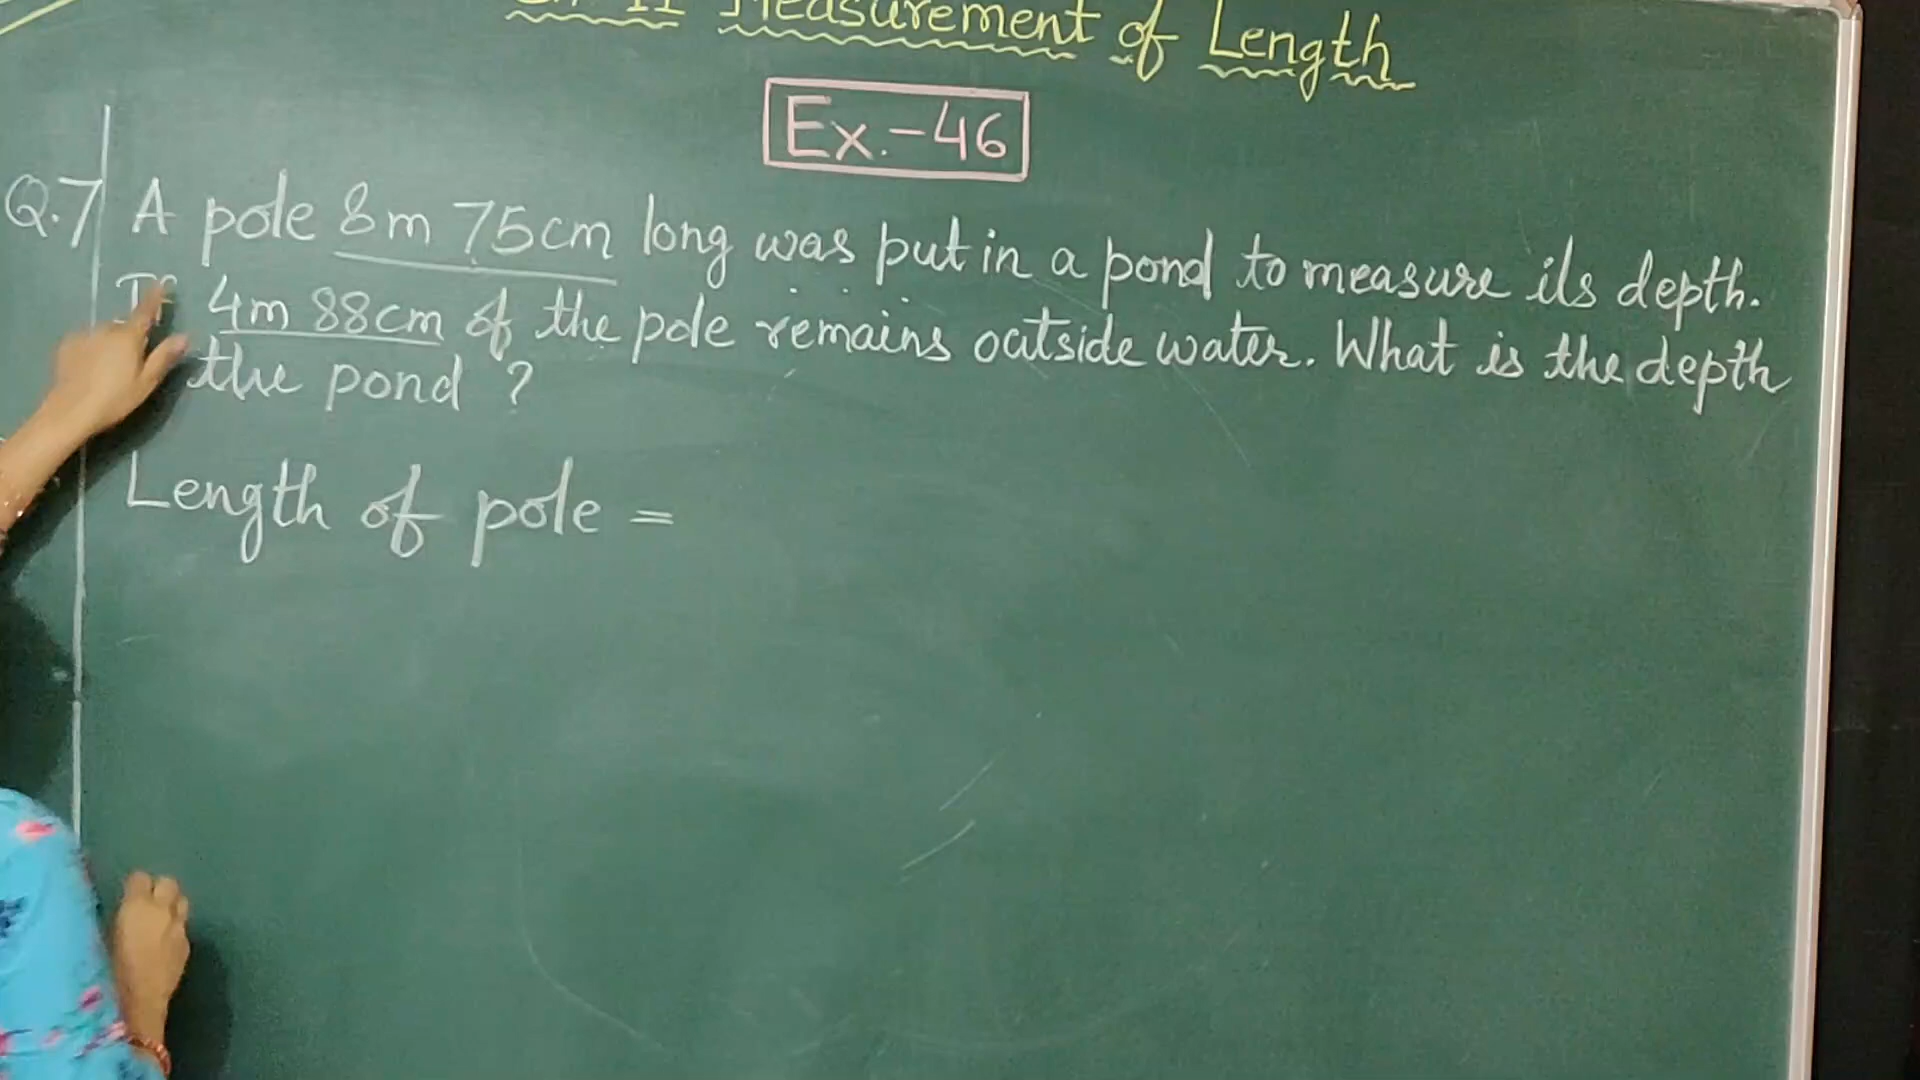 Measurement of Length
Ex.-46
Q.7 A pole 8m 75cm long was put in a pond to measure its depth.
If 4m 88cm of the pole remains outside water. What is the depth
the pond ?
Length of pole =